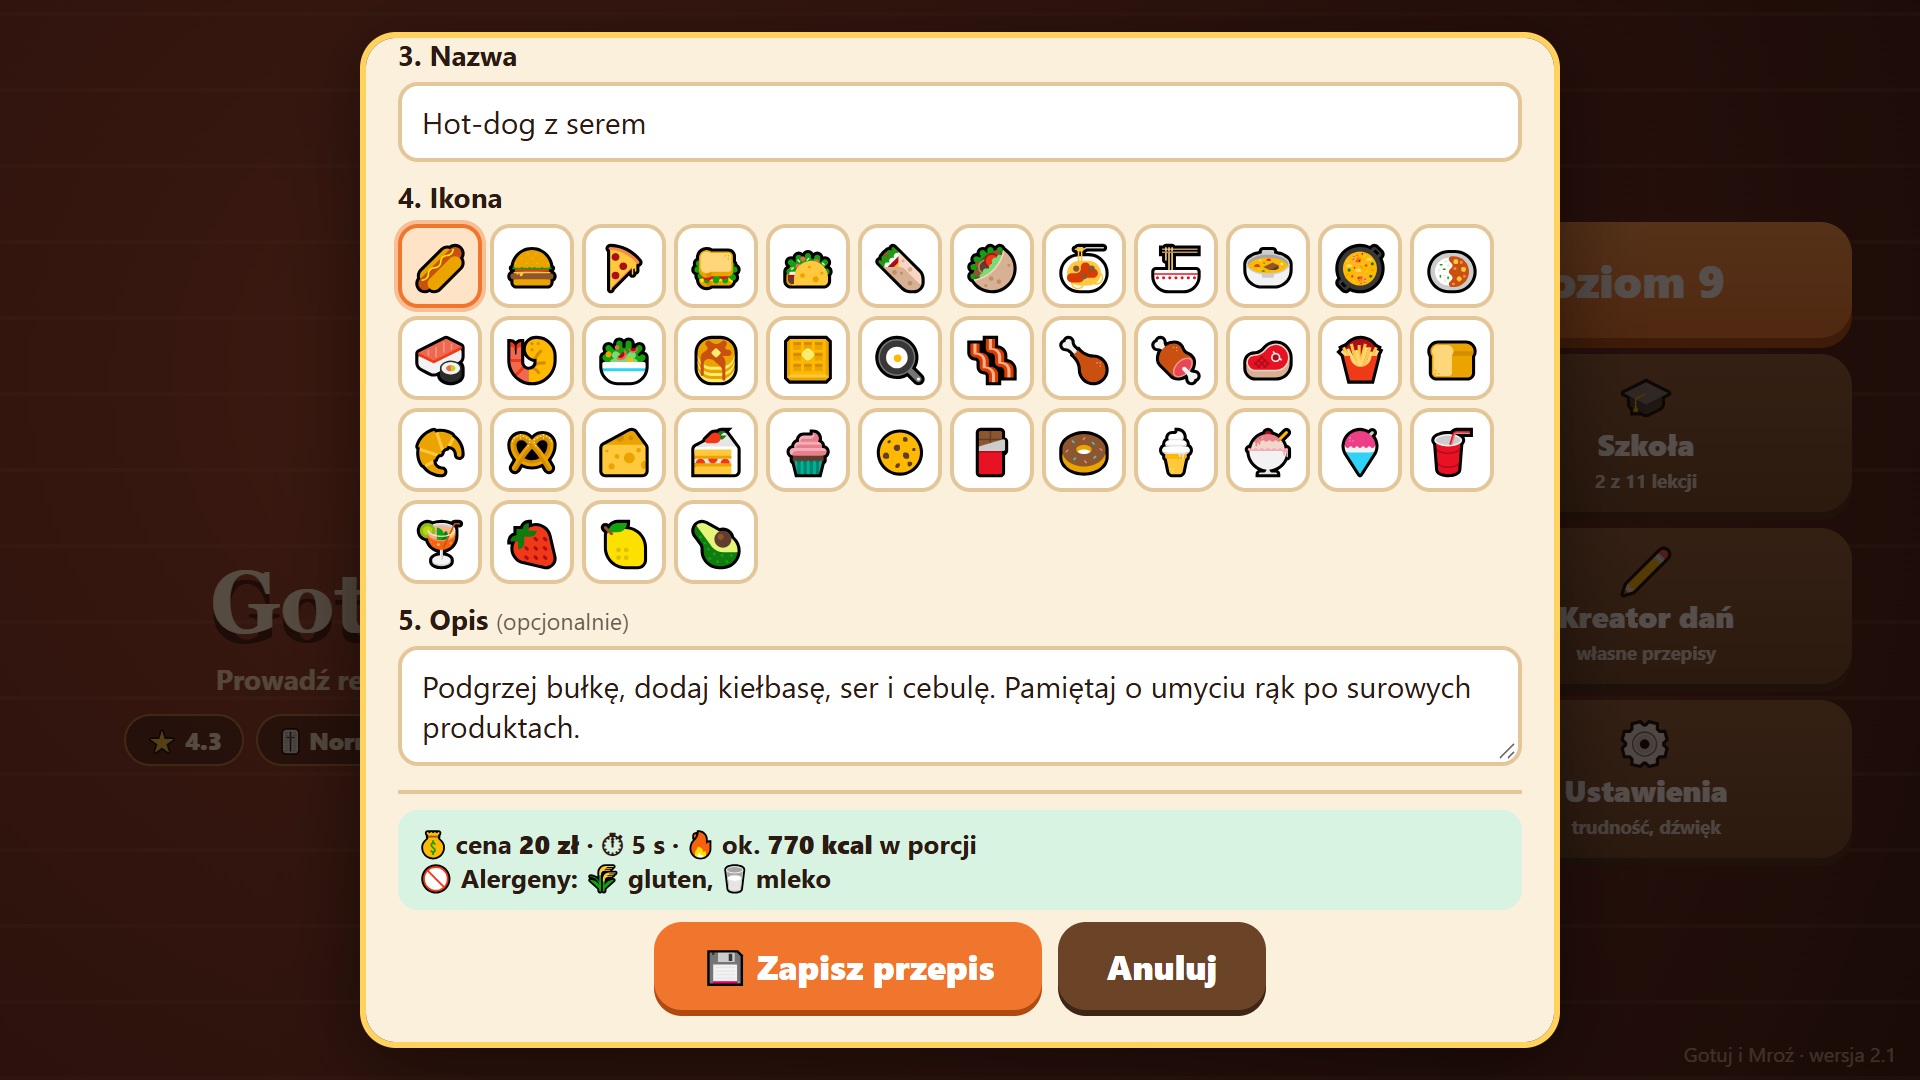 3. Nazwa
Hot-dog z serem
4. Ikona
5. Opis (opcjonalnie)
Podgrzej bułkę, dodaj kiełbasę, ser i cebulę. Pamiętaj o umyciu rąk po surowych
produktach.
cena 20 zł · 5 s · ok. 770 kcal w porcji
Alergeny: gluten, mleko
Zapisz przepis
Anuluj
Got
Prowadź re
4.3
Nor
oziom 9
Szkoła
2 z 11 lekcji
Kreator dań
własne przepisy
Ustawienia
trudność, dźwięk
Gotuj i Mroź · wersja 2.1